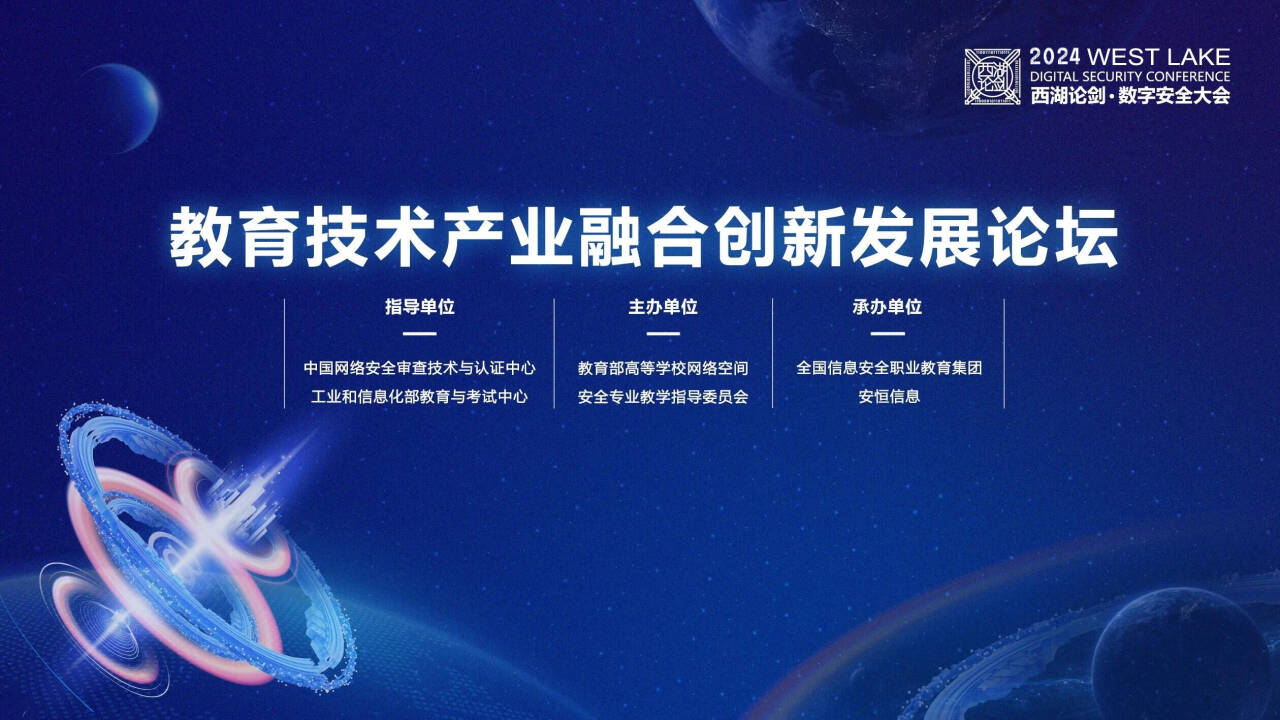 2024 WEST LAKE
DIGITAL SECURITY CONFERENCE
西湖论剑·数字安全大会
西湖论剑
教育技术产业融合创新发展论坛
指导单位
中国网络安全审查技术与认证中心
工业和信息化部教育与考试中心
主办单位
教育部高等学校网络空间
安全专业教学指导委员会
承办单位
全国信息安全职业教育集团
安恒信息